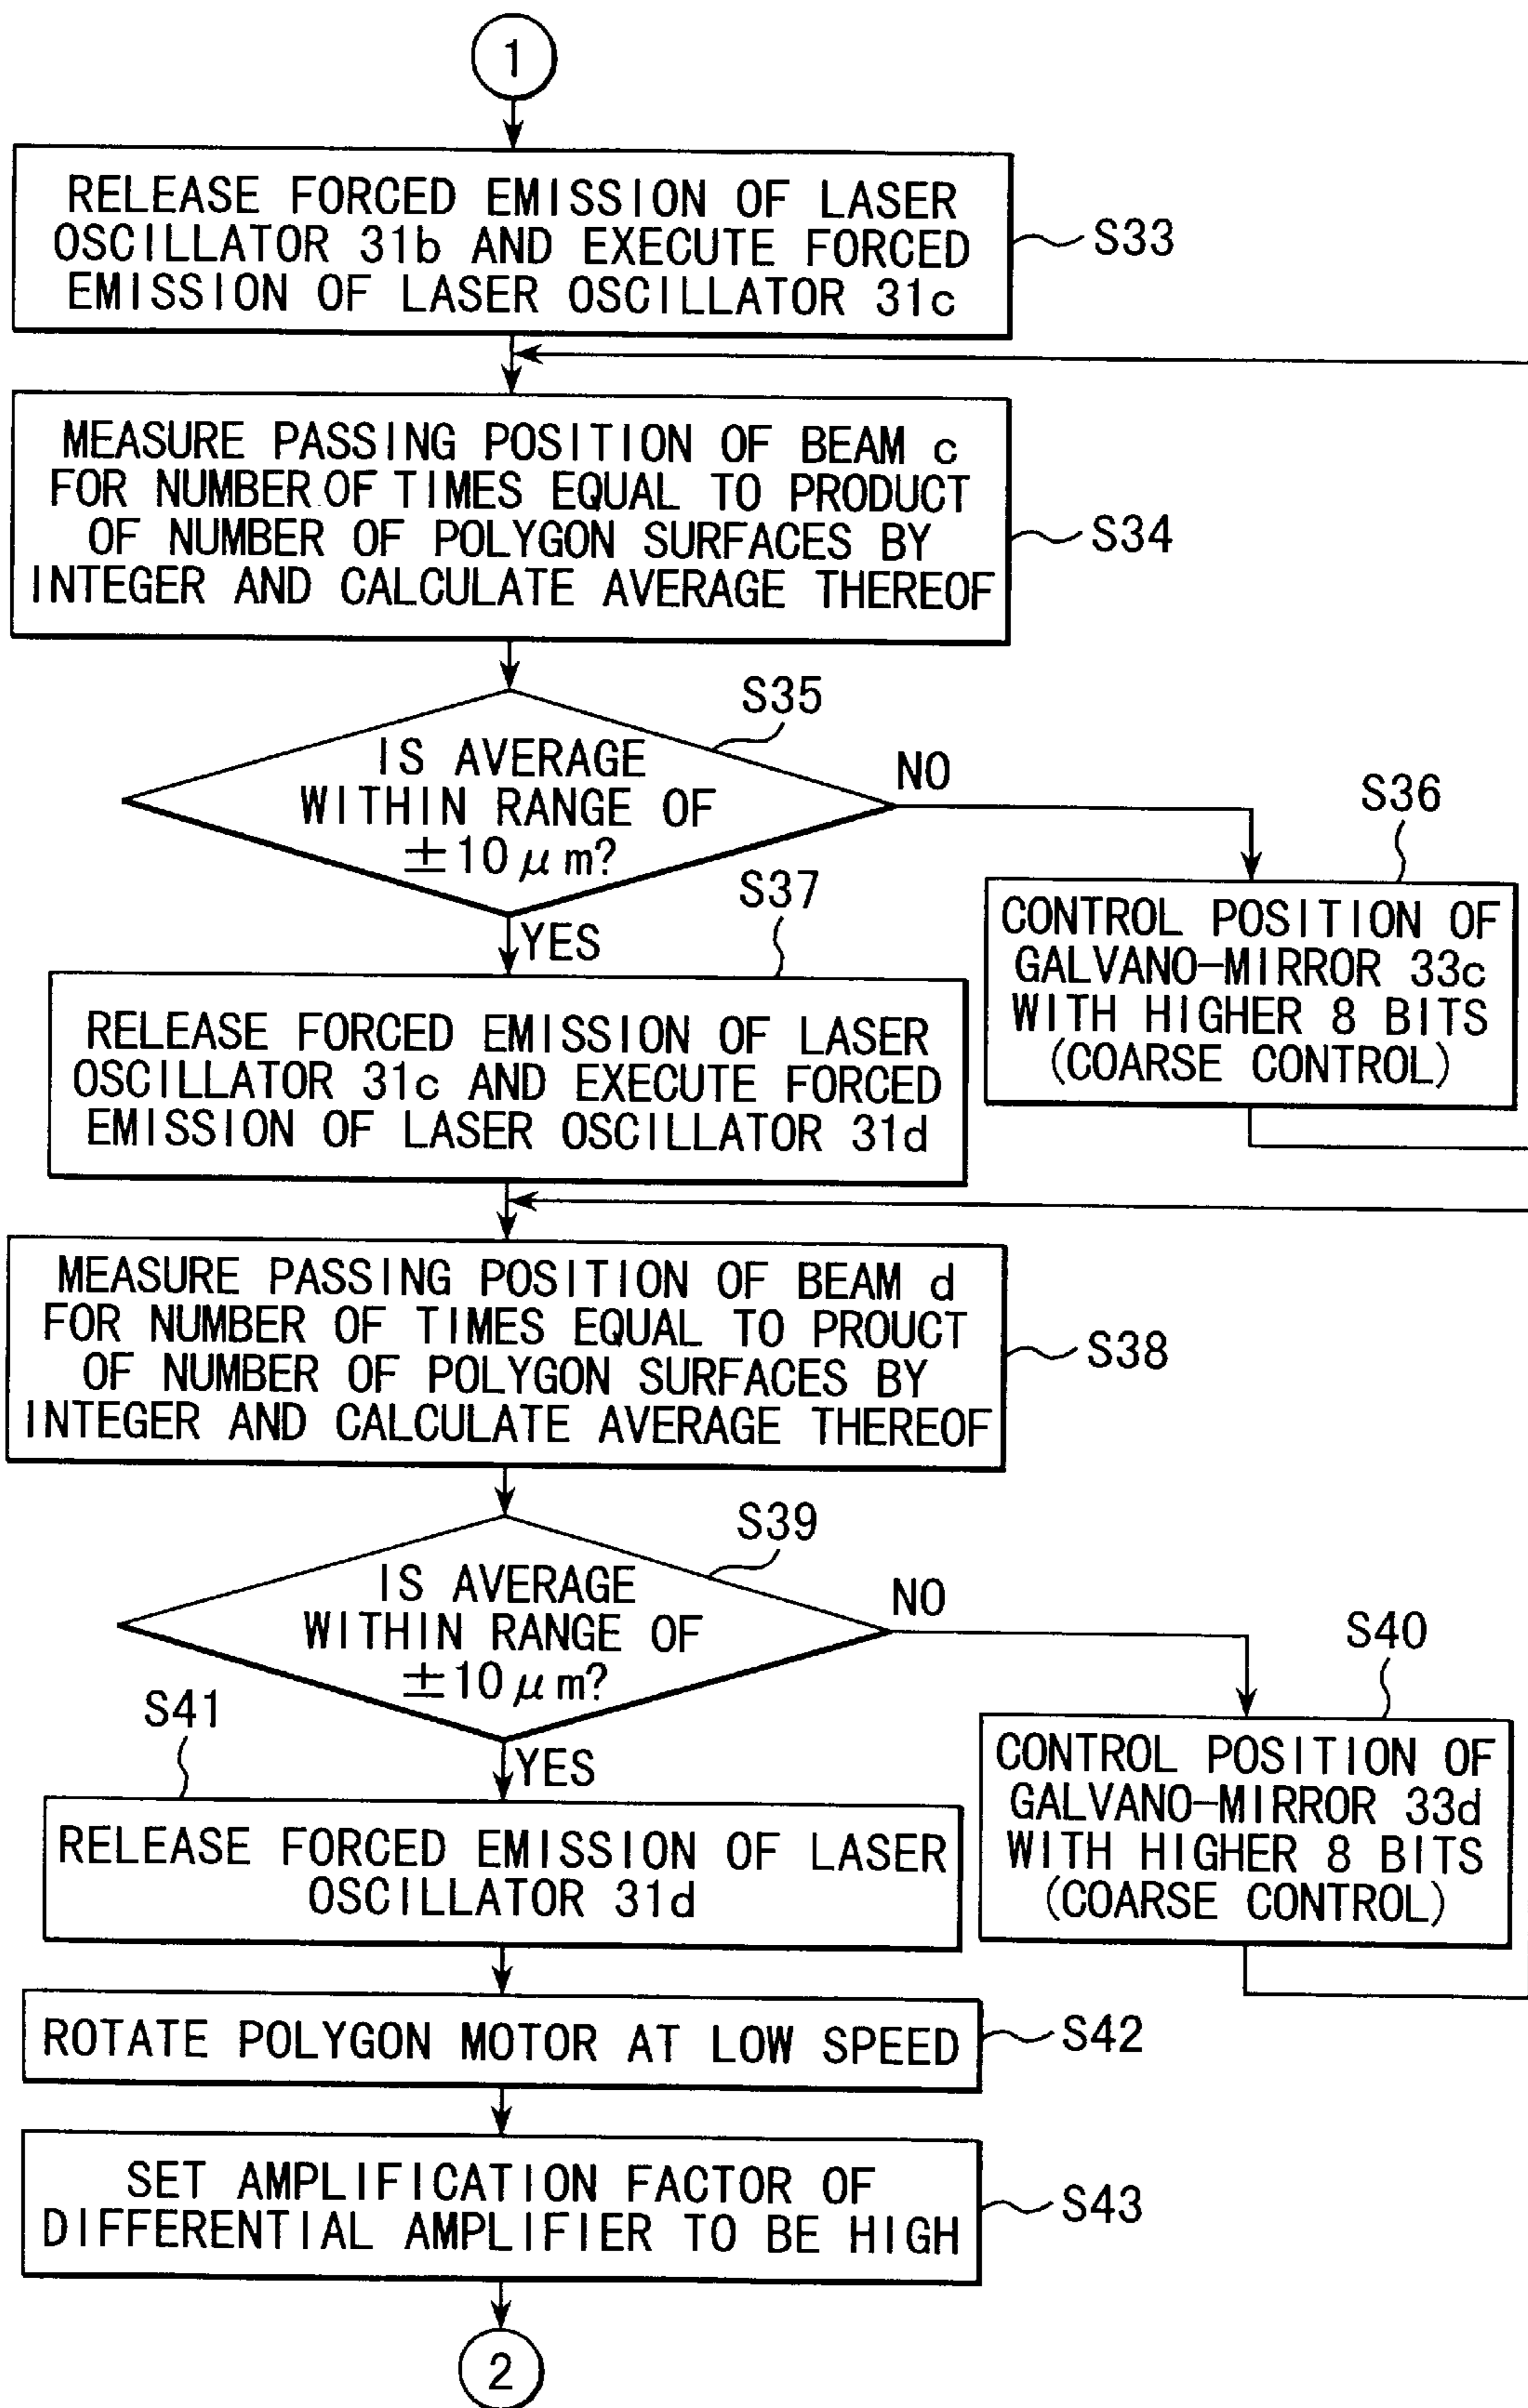 1
RELEASE FORCED EMISSION OF LASER
OSCILLATOR 31b AND EXECUTE FORCED
EMISSION OF LASER OSCILLATOR 31c
S33
MEASURE PASSING POSITION OF BEAM c
FOR NUMBER OF TIMES EQUAL TO PRODUCT
OF NUMBER OF POLYGON SURFACES BY
INTEGER AND CALCULATE AVERAGE THEREOF
S34
S35
IS AVERAGE
WITHIN RANGE OF
±10μm?
NO
S36
CONTROL POSITION OF
GALVANO-MIRROR 33c
WITH HIGHER 8 BITS
(COARSE CONTROL)
YES
S37
RELEASE FORCED EMISSION OF LASER
OSCILLATOR 31c AND EXECUTE FORCED
EMISSION OF LASER OSCILLATOR 31d
MEASURE PASSING POSITION OF BEAM d
FOR NUMBER OF TIMES EQUAL TO PROUCT
OF NUMBER OF POLYGON SURFACES BY
INTEGER AND CALCULATE AVERAGE THEREOF
S38
S39
IS AVERAGE
WITHIN RANGE OF
±10μm?
NO
S40
CONTROL POSITION OF
GALVANO-MIRROR 33d
WITH HIGHER 8 BITS
(COARSE CONTROL)
YES
S41
RELEASE FORCED EMISSION OF LASER
OSCILLATOR 31d
ROTATE POLYGON MOTOR AT LOW SPEED
S42
SET AMPLIFICATION FACTOR OF
DIFFERENTIAL AMPLIFIER TO BE HIGH
S43
2